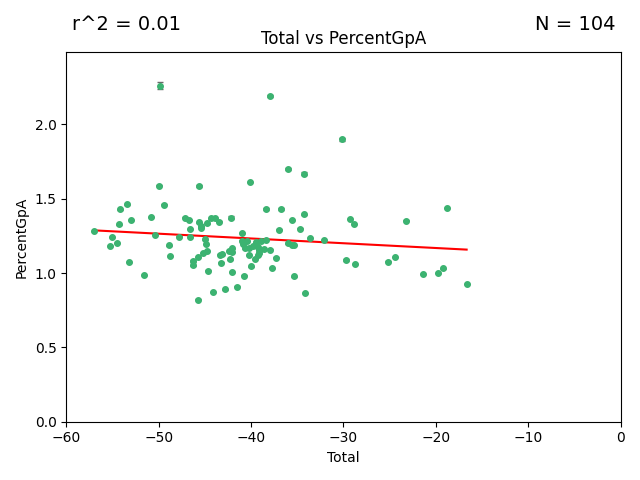 r^2 = 0.01
N = 104
Total vs PercentGpA
PercentGpA
2.0
1.5
1.0
0.5
0.0
−60
−50
−40
−30
−20
−10
0
Total